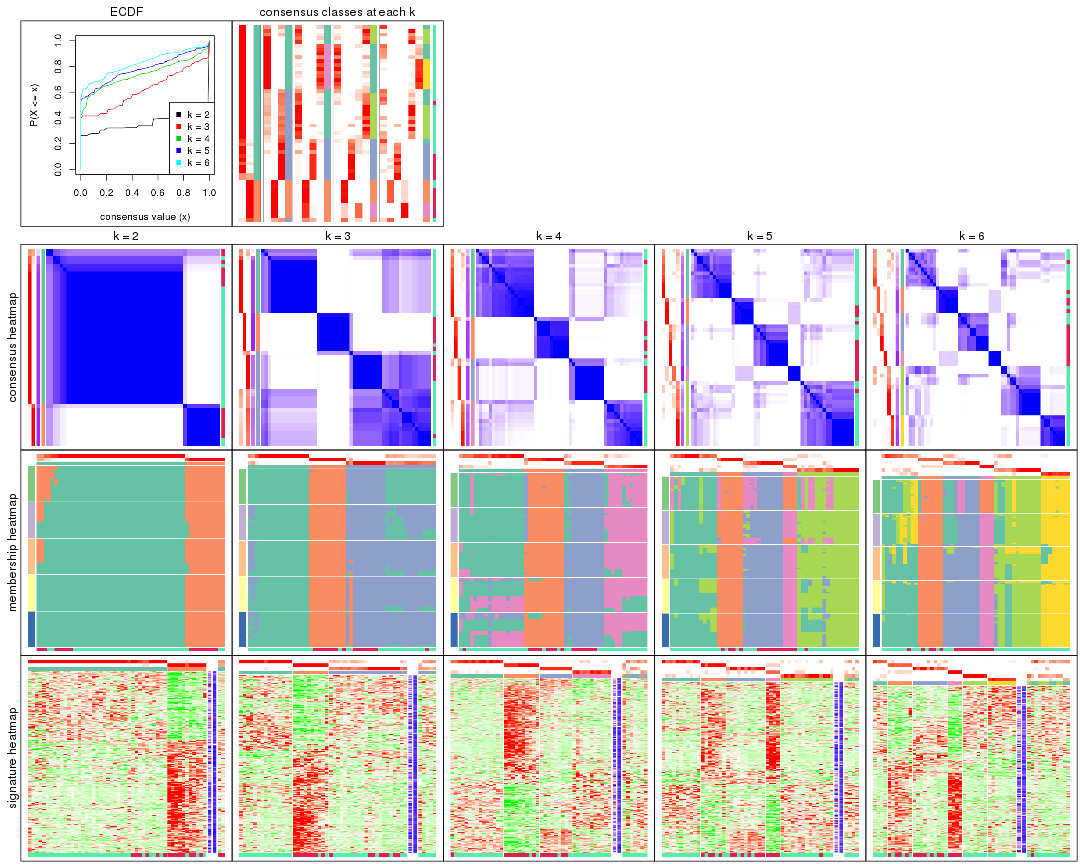 ECDF
consensus classes at each k
P(X <= x)
0.0 0.2 0.4 0.6 0.8 1.0
k = 2
k = 3
k = 4
k = 5
k = 6
0.0 0.2 0.4 0.6 0.8 1.0
consensus value (x)
k = 2
k = 3
k = 4
k = 5
k = 6
consensus heatmap
membership heatmap
signature heatmap